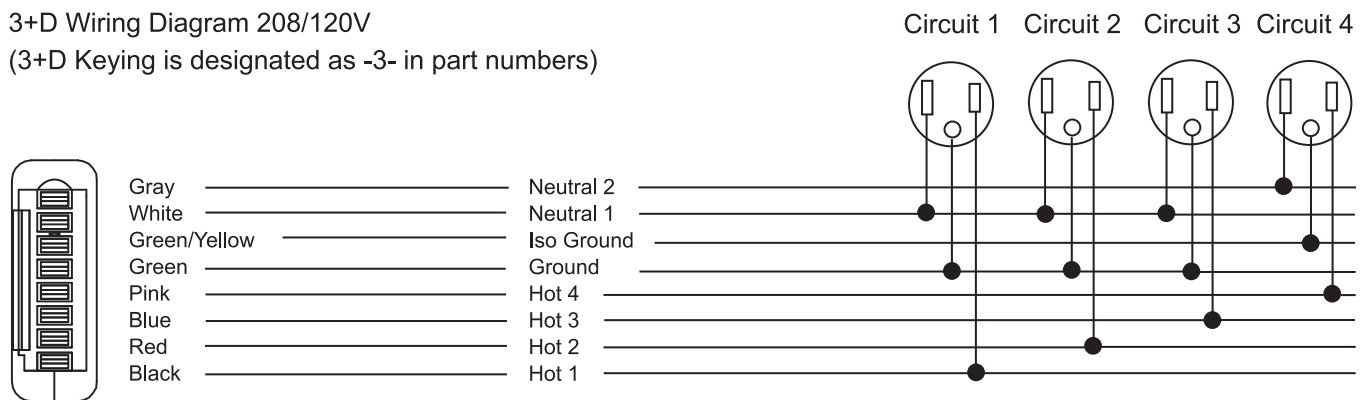 3+D Wiring Diagram 208/120V
(3+D Keying is designated as -3- in part numbers)
Circuit 1 Circuit 2 Circuit 3 Circuit 4
Gray Neutral 2
White Neutral 1
Green/Yellow Iso Ground
Green Ground
Pink Hot 4
Blue Hot 3
Red Hot 2
Black Hot 1